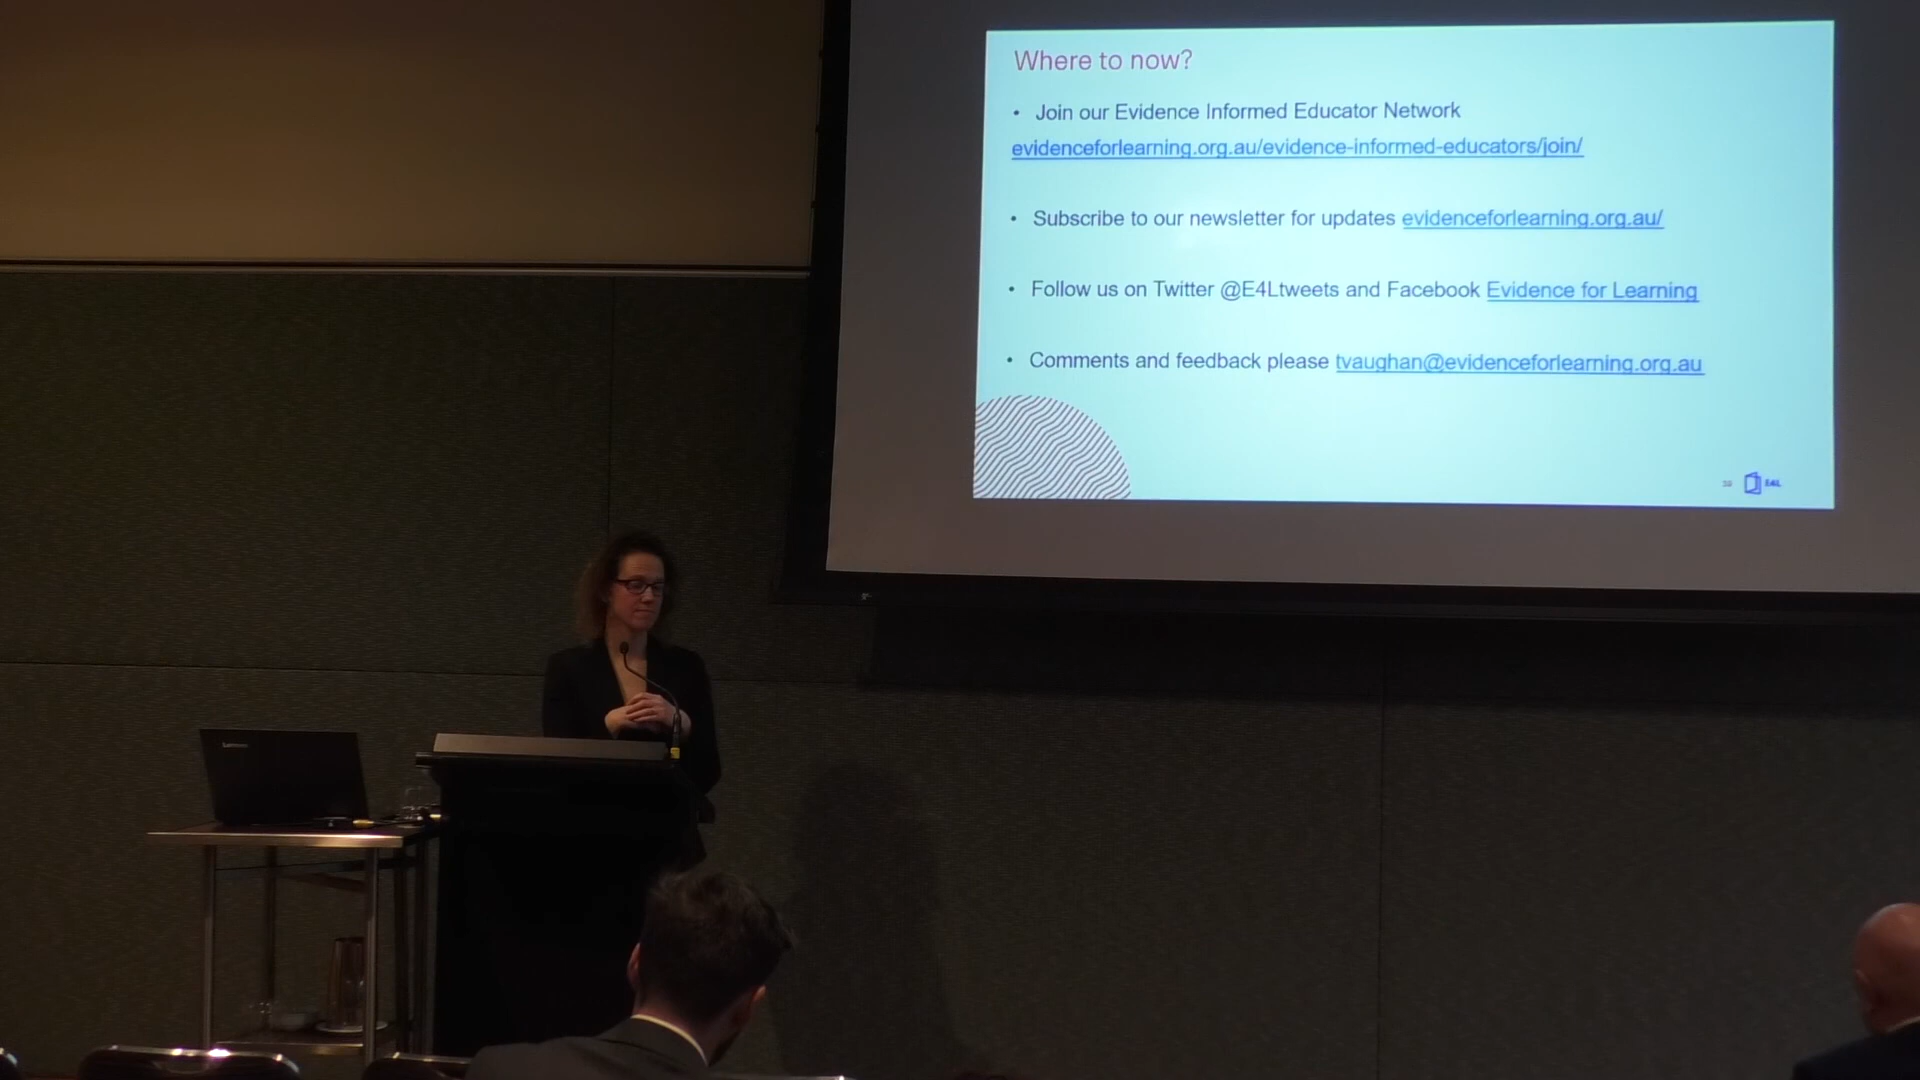 Where to now?
• Join our Evidence Informed Educator Network
evidenceforlearning.org.au/evidence-informed-educators/join/
• Subscribe to our newsletter for updates evidenceforlearning.org.au/
• Follow us on Twitter @E4Ltweets and Facebook Evidence for Learning
• Comments and feedback please tvaughan@evidenceforlearning.org.au
E4L
Lenovo